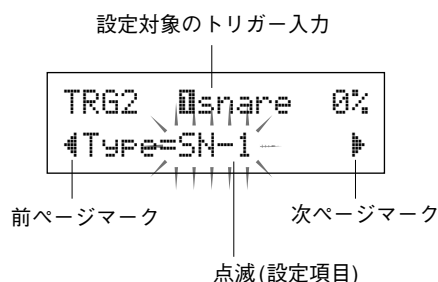 設定対象のトリガー入力
TRG2 1snare 0%
Type=SN-1
前ページマーク 次ページマーク
点滅(設定項目)